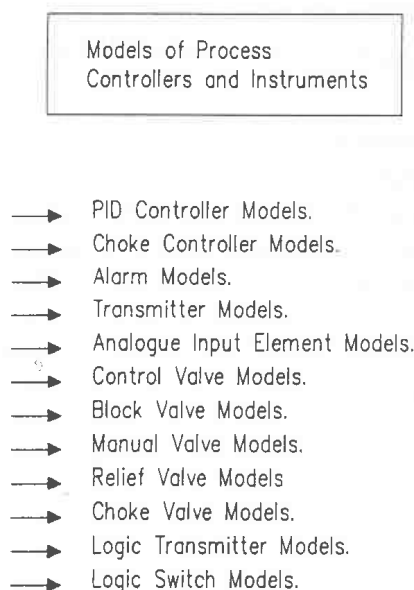 Models of Process
Controllers and Instruments
PID Controller Models.
Choke Controller Models.
Alarm Models.
Transmitter Models.
Analogue Input Element Models.
Control Valve Models.
Block Valve Models.
Manual Valve Models.
Relief Valve Models
Choke Valve Models.
Logic Transmitter Models.
Logic Switch Models.